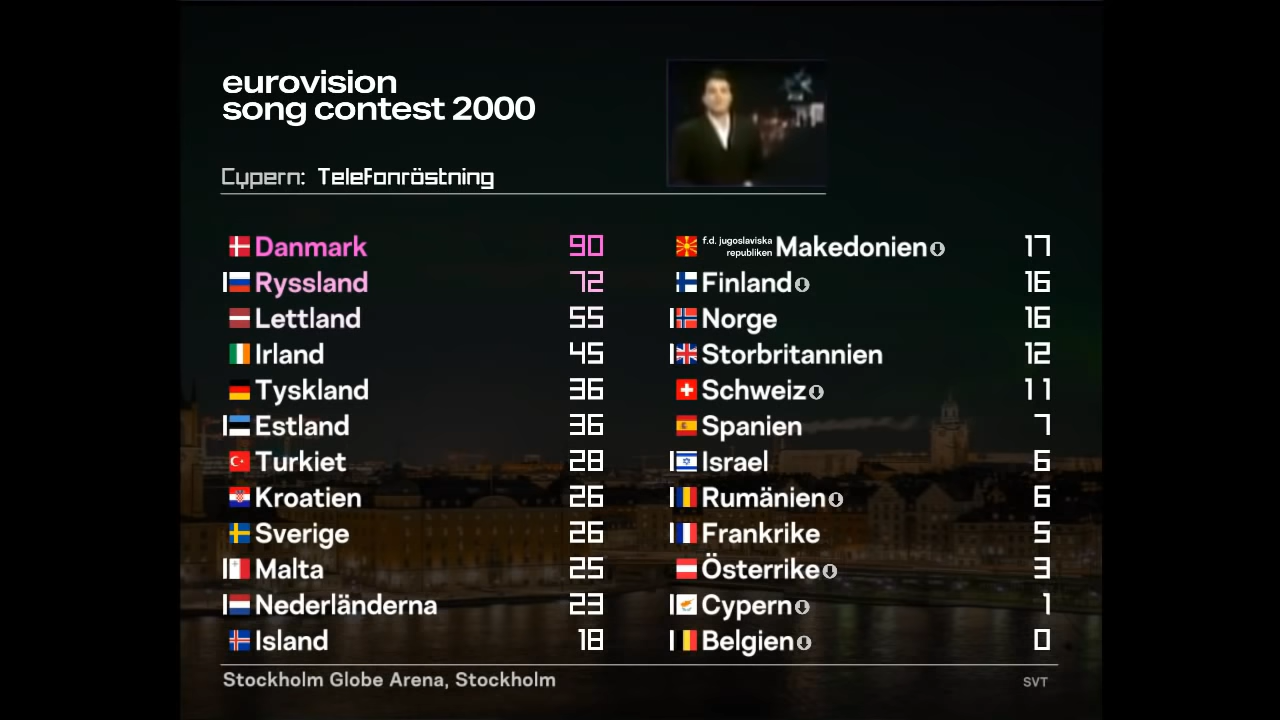 eurovision
song contest 2000
Cypern: Telefonröstning
Danmark 90
Ryssland 72
Lettland 55
Irland 45
Tyskland 36
Estland 36
Turkiet 28
Kroatien 26
Sverige 26
Malta 25
Nederländerna 23
Island 18
f.d. jugoslaviska
republiken Makedonien 17
Finland 16
Norge 16
Storbritannien 12
Schweiz 11
Spanien 7
Israel 6
Rumänien 6
Frankrike 5
Österrike 3
Cypern 1
Belgien 0
Stockholm Globe Arena, Stockholm
SVT